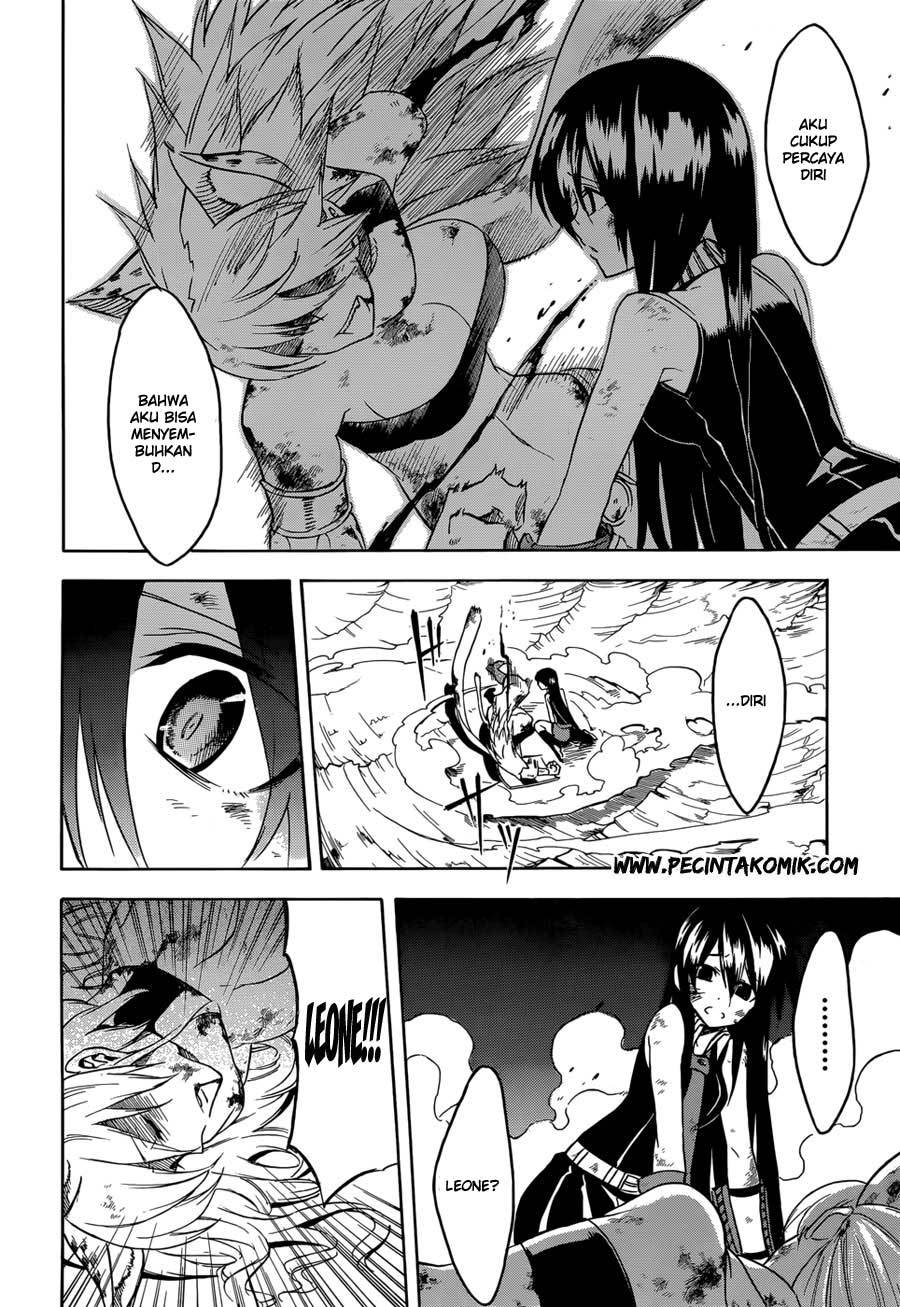 AKU
CUKUP
PERCAYA
DIRI
BAHWA
AKU BISA
MENYEM-
BUHKAN
D...
...DIRI
WWW.PECINTAKOMIK.COM
.........
LEONE?
LEONE!!!